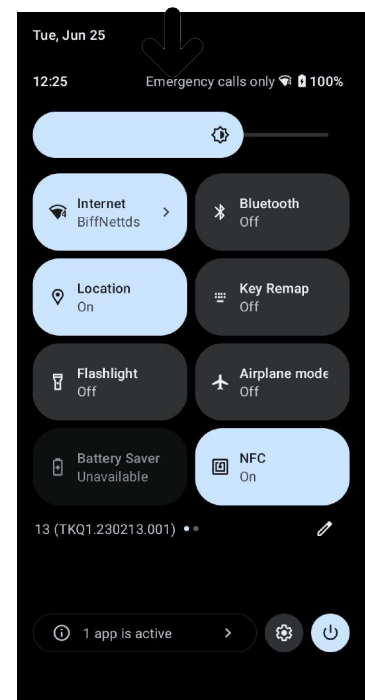 Tue, Jun 25
12:25 Emergency calls only 100%
Internet
BiffNettds
Bluetooth
Off
Location
On
Key Remap
Off
Flashlight
Off
Airplane mode
Off
Battery Saver
Unavailable
NFC
On
13 (TKQ1.230213.001)
1 app is active